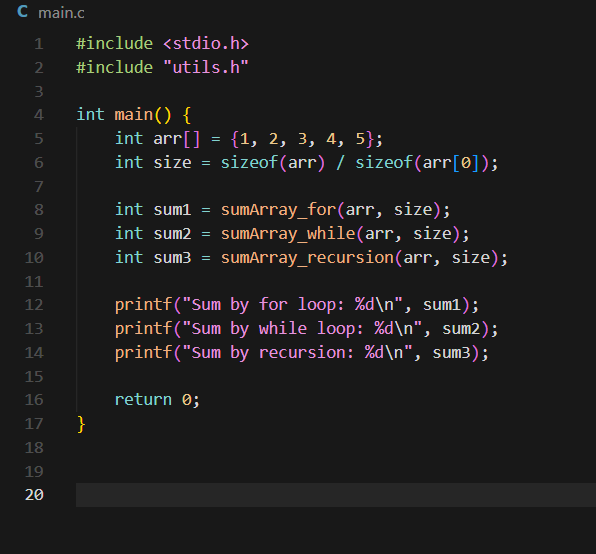 C main.c
1 #include <stdio.h>
2 #include "utils.h"
3
4 int main() {
5     int arr[] = {1, 2, 3, 4, 5};
6     int size = sizeof(arr) / sizeof(arr[0]);
7
8     int sum1 = sumArray_for(arr, size);
9     int sum2 = sumArray_while(arr, size);
10     int sum3 = sumArray_recursion(arr, size);
11
12     printf("Sum by for loop: %d\n", sum1);
13     printf("Sum by while loop: %d\n", sum2);
14     printf("Sum by recursion: %d\n", sum3);
15
16     return 0;
17 }
18
19
20